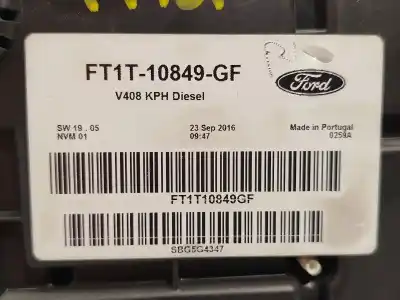 FT1T-10849-GF
Ford
V408 KPH Diesel
SW 19 . 05
NVM 01
23 Sep 2016
09:47
Made in Portugal
0259A
FT1T10849GF
SBG5G4347